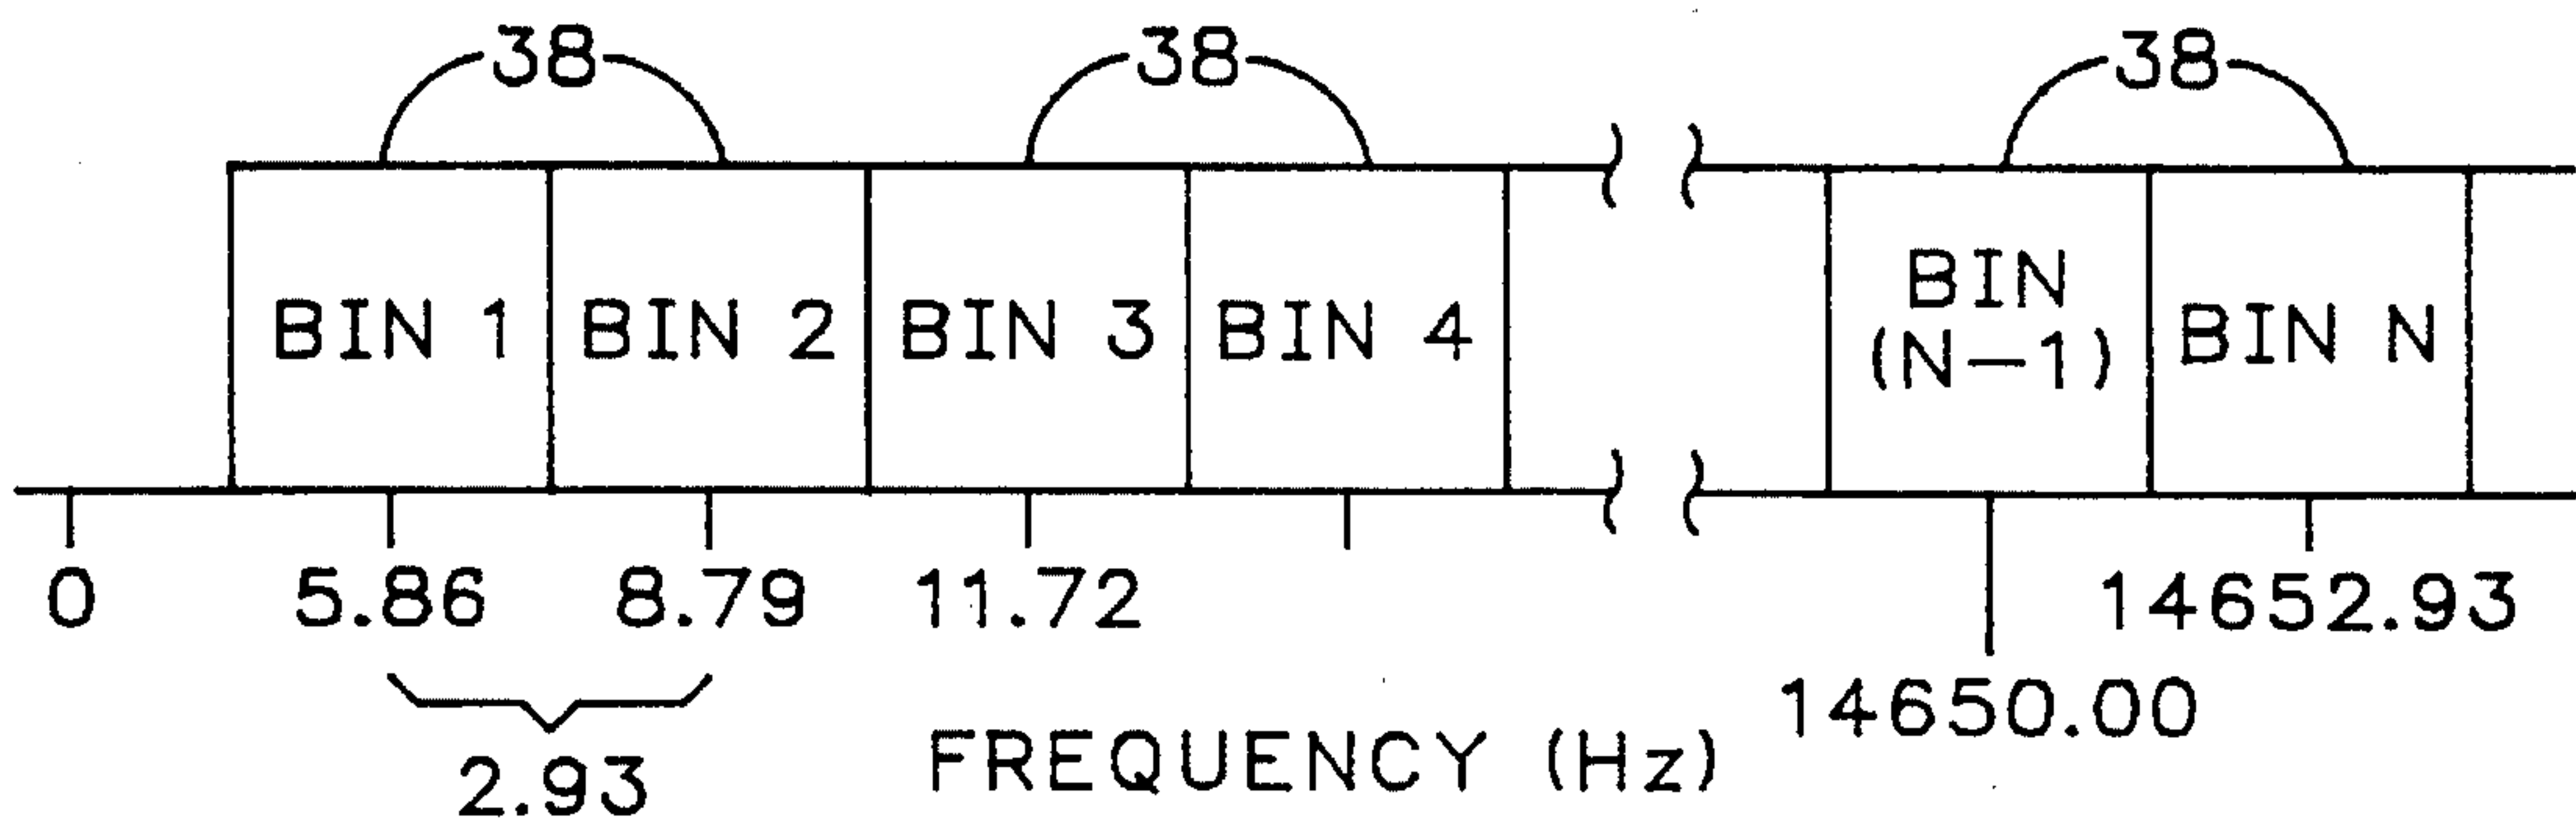 38 38 38
BIN 1 BIN 2 BIN 3 BIN 4 BIN (N-1) BIN N
0 5.86 8.79 11.72 14652.93
14650.00
2.93 FREQUENCY (Hz)